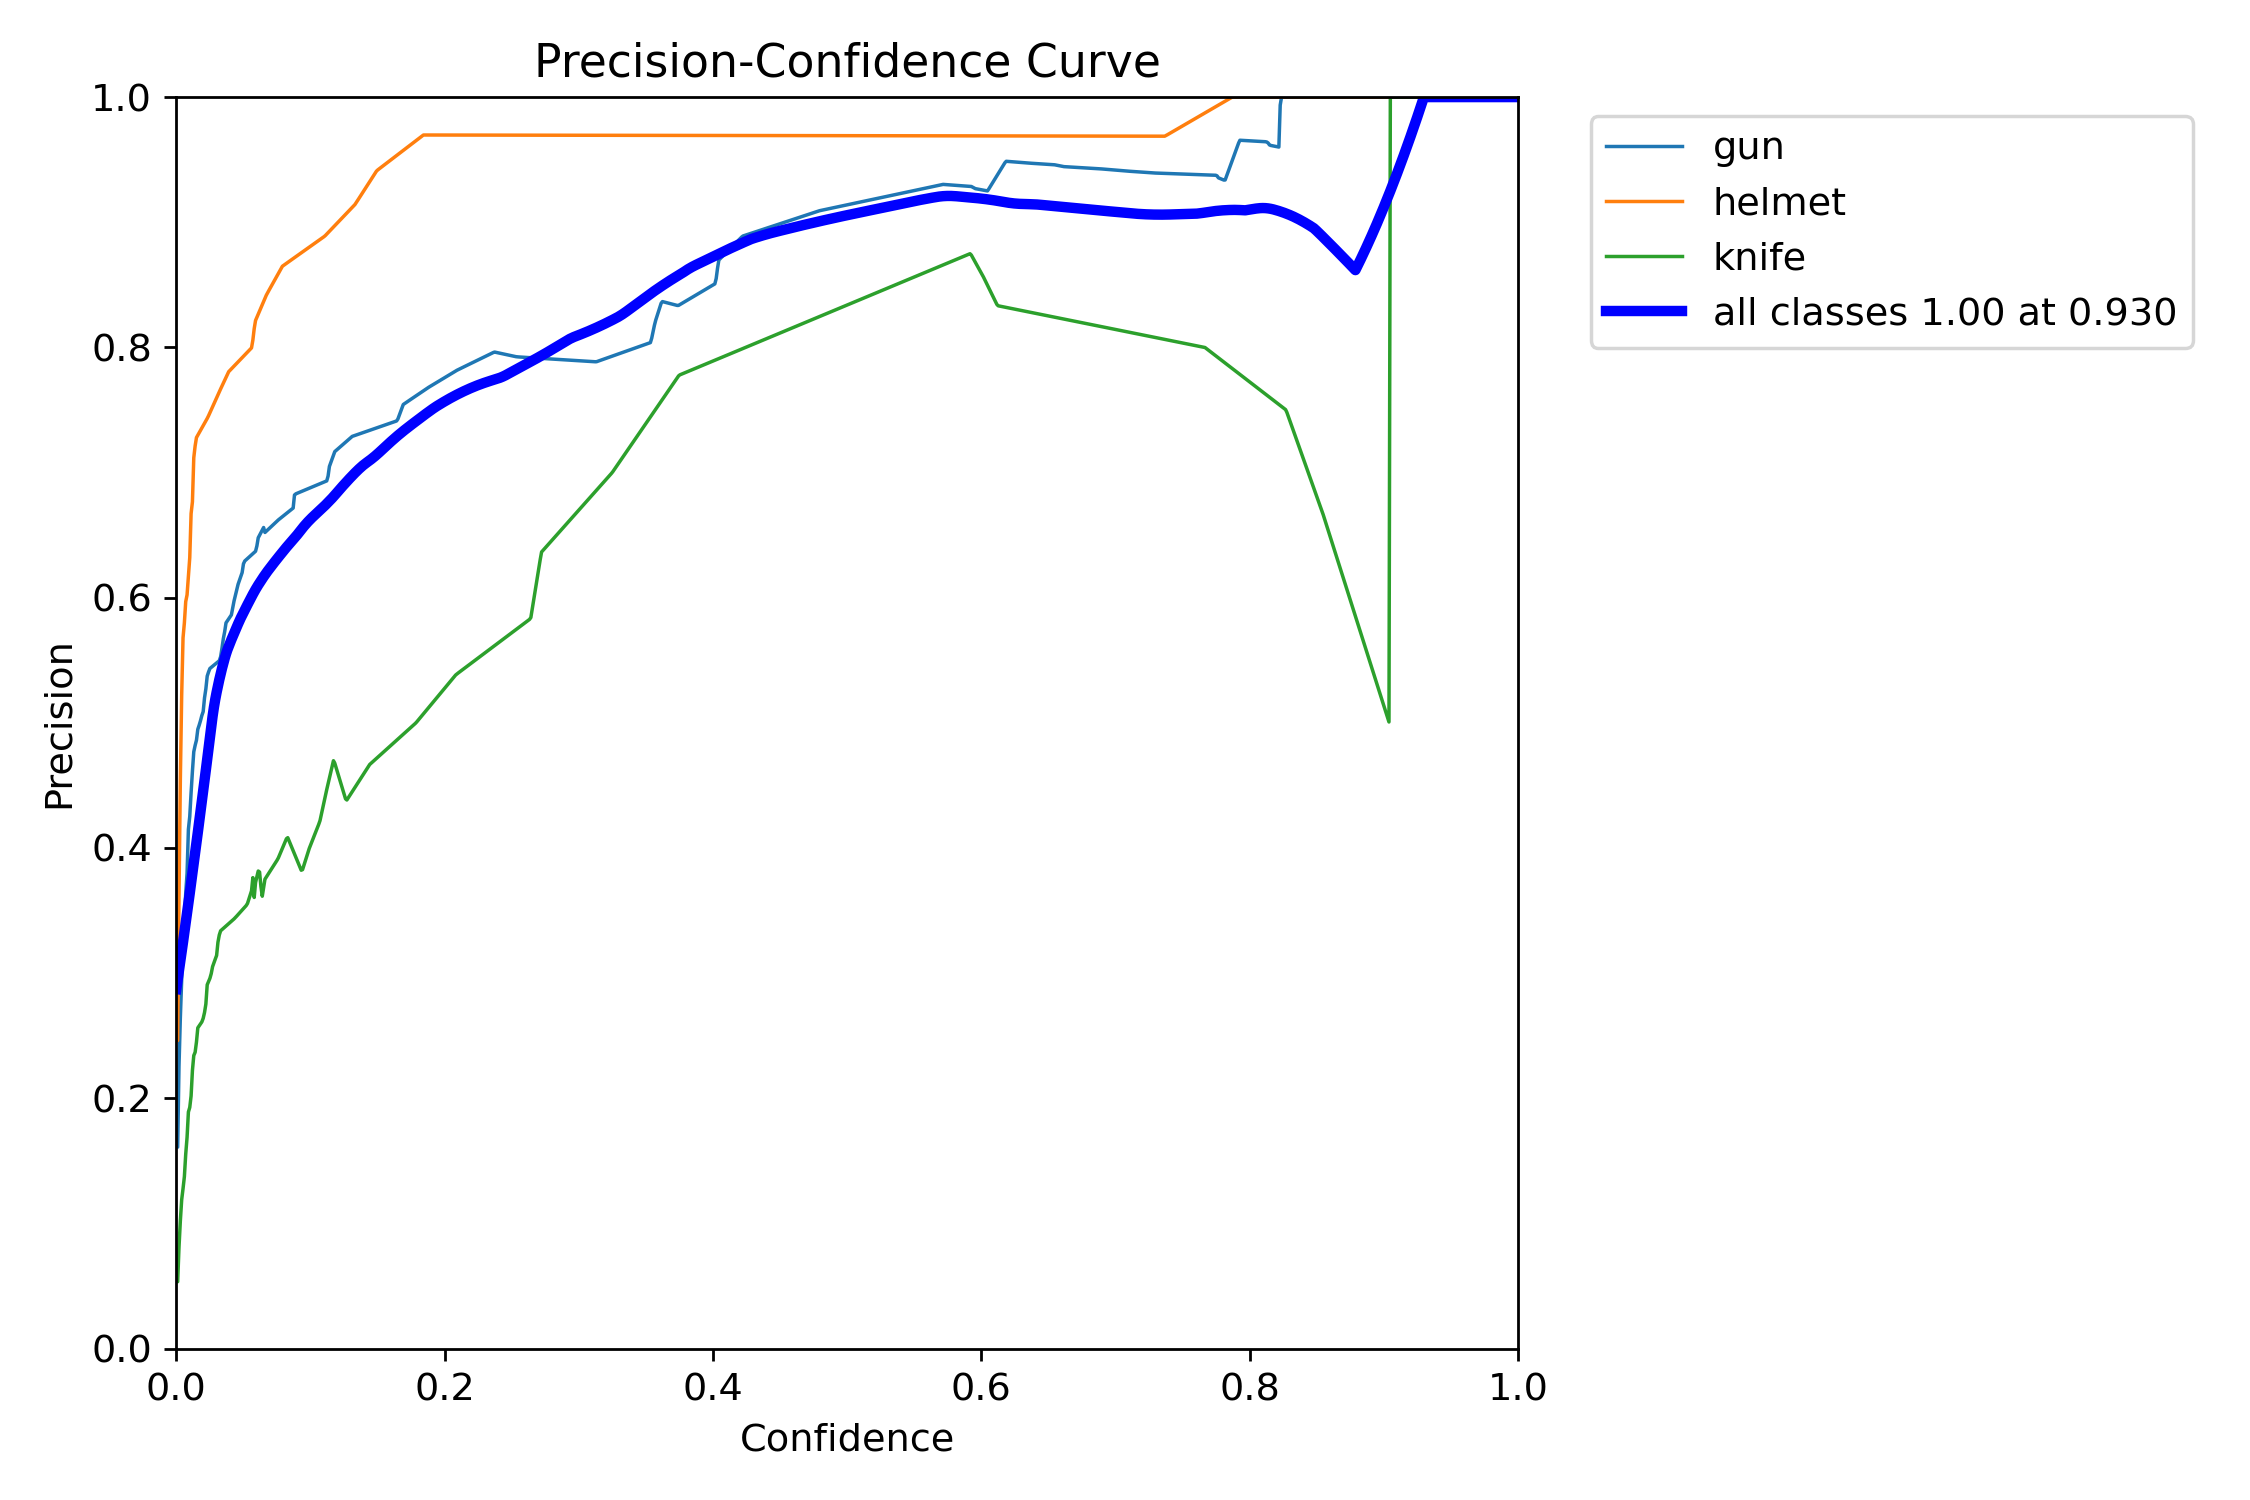 Precision-Confidence Curve
1.0
0.8
0.6
0.4
0.2
0.0
Precision
0.0 0.2 0.4 0.6 0.8 1.0
Confidence
gun
helmet
knife
all classes 1.00 at 0.930